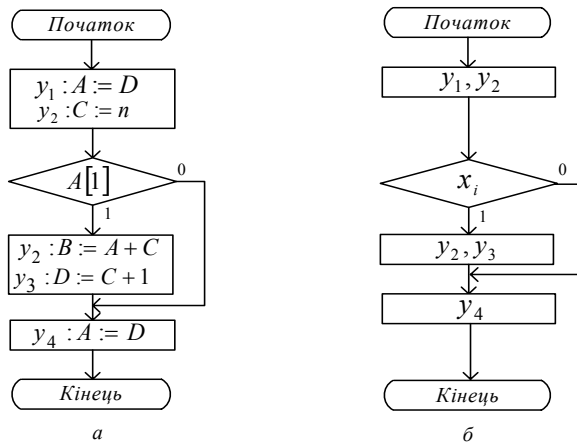 Початок
y₁ : A := D
y₂ : C := n
A[1]
0
1
y₂ : B := A + C
y₃ : D := C + 1
y₄ : A := D
Кінець
а
Початок
y₁, y₂
xᵢ
0
1
y₂, y₃
y₄
Кінець
б